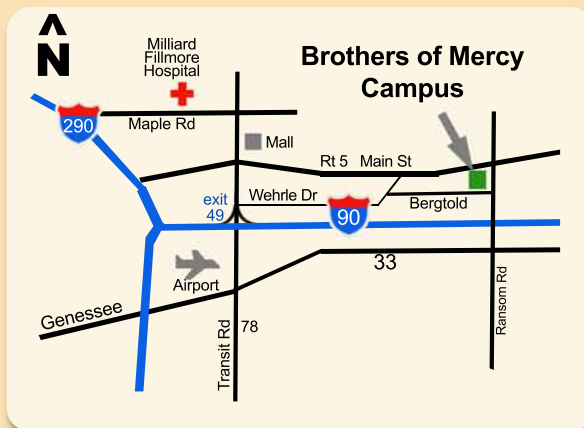 N
Milliard
Fillmore
Hospital
Brothers of Mercy
Campus
290
Maple Rd
Mall
Rt 5 Main St
exit
49
Wehrle Dr
90
Bergtold
33
Airport
Genessee
Transit Rd
78
Ransom Rd